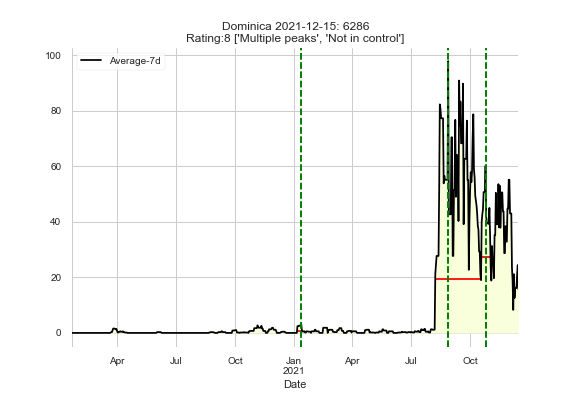 Dominica 2021-12-15: 6286
Rating:8 ['Multiple peaks', 'Not in control']
Average-7d
100
80
60
40
20
0
Apr
Jul
Oct
Jan
2021
Apr
Jul
Oct
Date